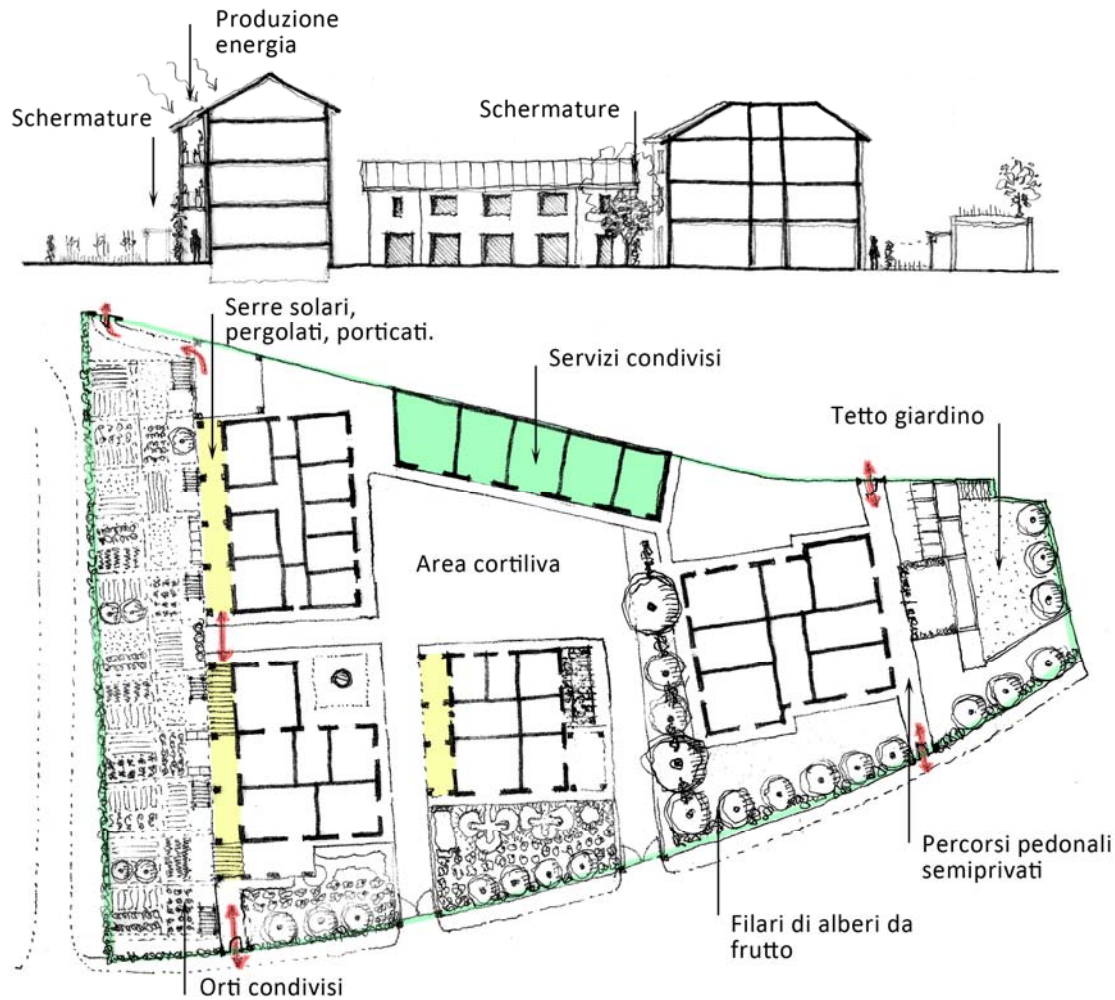 Produzione
energia
Schermature
Schermature
Serre solari,
pergolati, porticati.
Servizi condivisi
Tetto giardino
Area cortiliva
Percorsi pedonali
semiprivati
Filari di alberi da
frutto
Orti condivisi